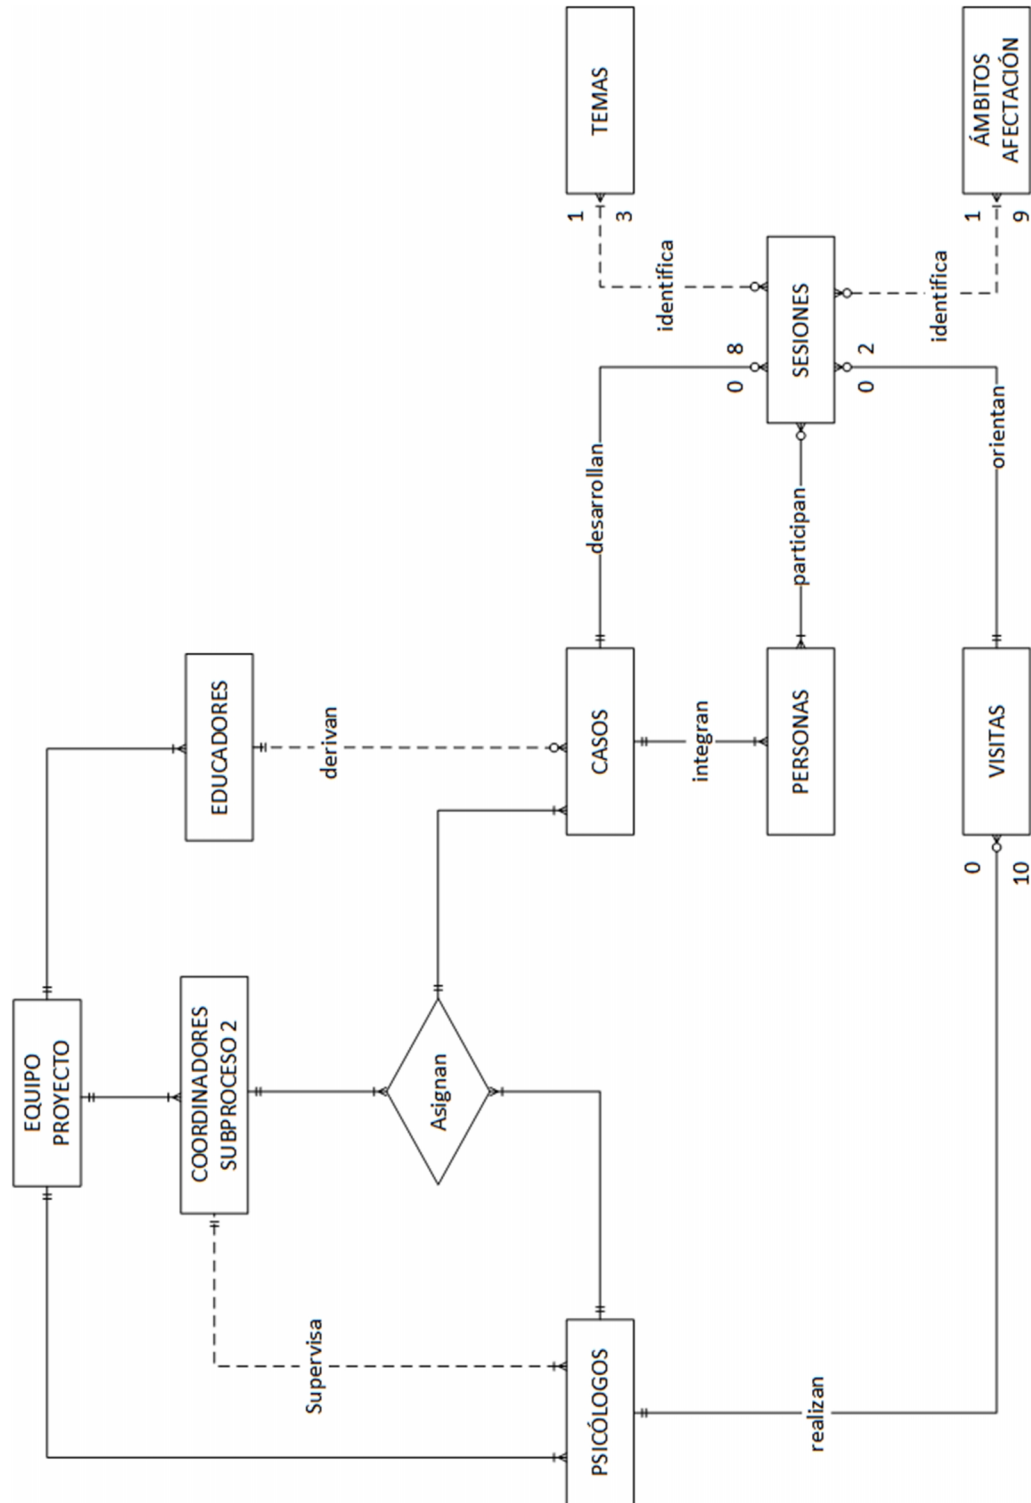 EQUIPO
PROYECTO
COORDINADORES
SUBPROCESO 2
EDUCADORES
Supervisa
Asignan
derivan
PSICÓLOGOS
CASOS
desarrollan
TEMAS
1
3
identifica
0
8
SESIONES
integran
PERSONAS
participan
0
2
identifica
1
9
ÁMBITOS
AFECTACIÓN
realizan
0
10
VISITAS
orientan